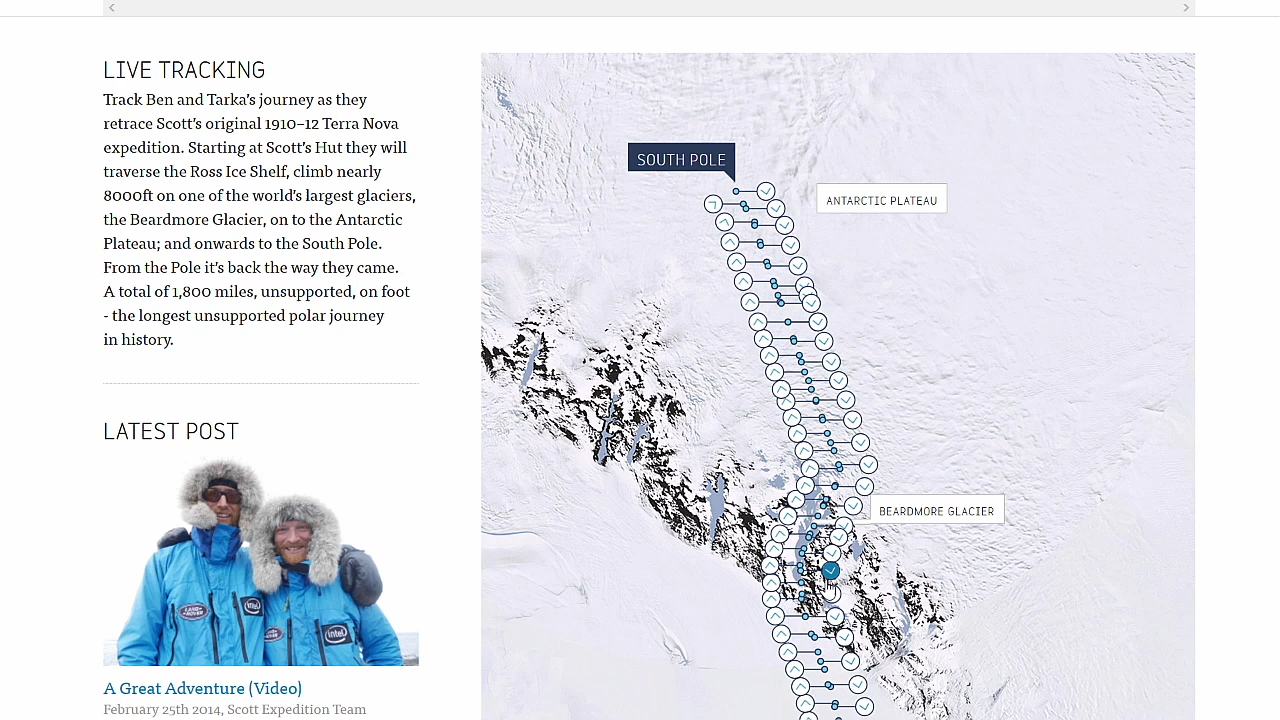 LIVE TRACKING
Track Ben and Tarka's journey as they
retrace Scott's original 1910–12 Terra Nova
expedition. Starting at Scott's Hut they will
traverse the Ross Ice Shelf, climb nearly
8000ft on one of the world's largest glaciers,
the Beardmore Glacier, on to the Antarctic
Plateau; and onwards to the South Pole.
From the Pole it's back the way they came.
A total of 1,800 miles, unsupported, on foot
- the longest unsupported polar journey
in history.
LATEST POST
LAND ROVER
intel
intel
A Great Adventure (Video)
February 25th 2014, Scott Expedition Team
SOUTH POLE
ANTARCTIC PLATEAU
BEARDMORE GLACIER